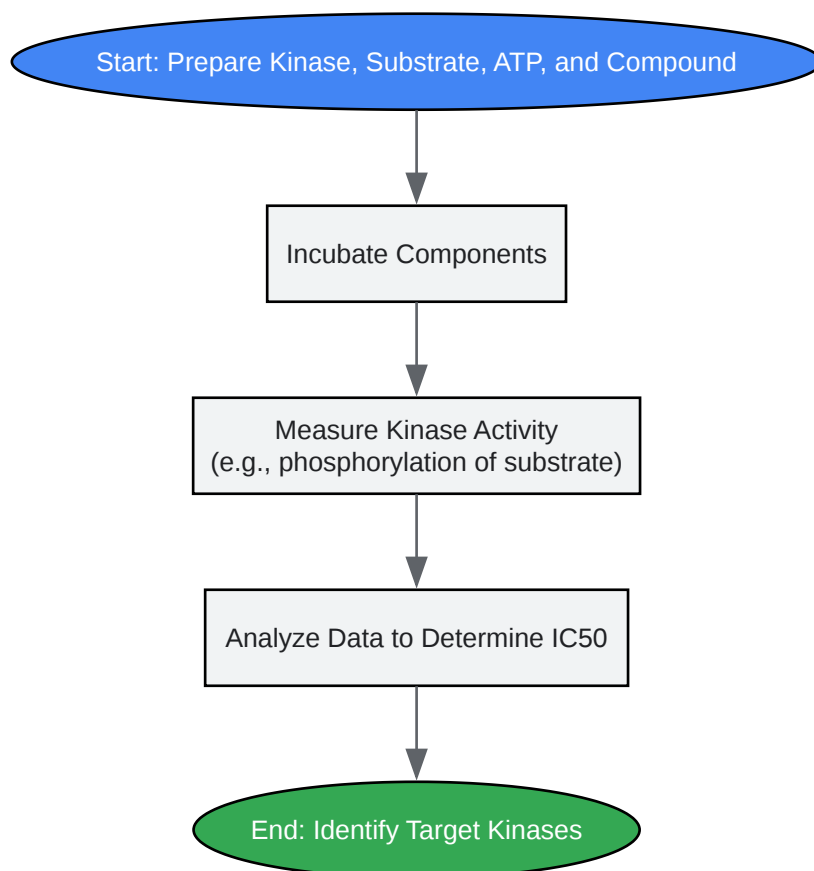 Start: Prepare Kinase, Substrate, ATP, and Compound
Incubate Components
Measure Kinase Activity
(e.g., phosphorylation of substrate)
Analyze Data to Determine IC50
End: Identify Target Kinases